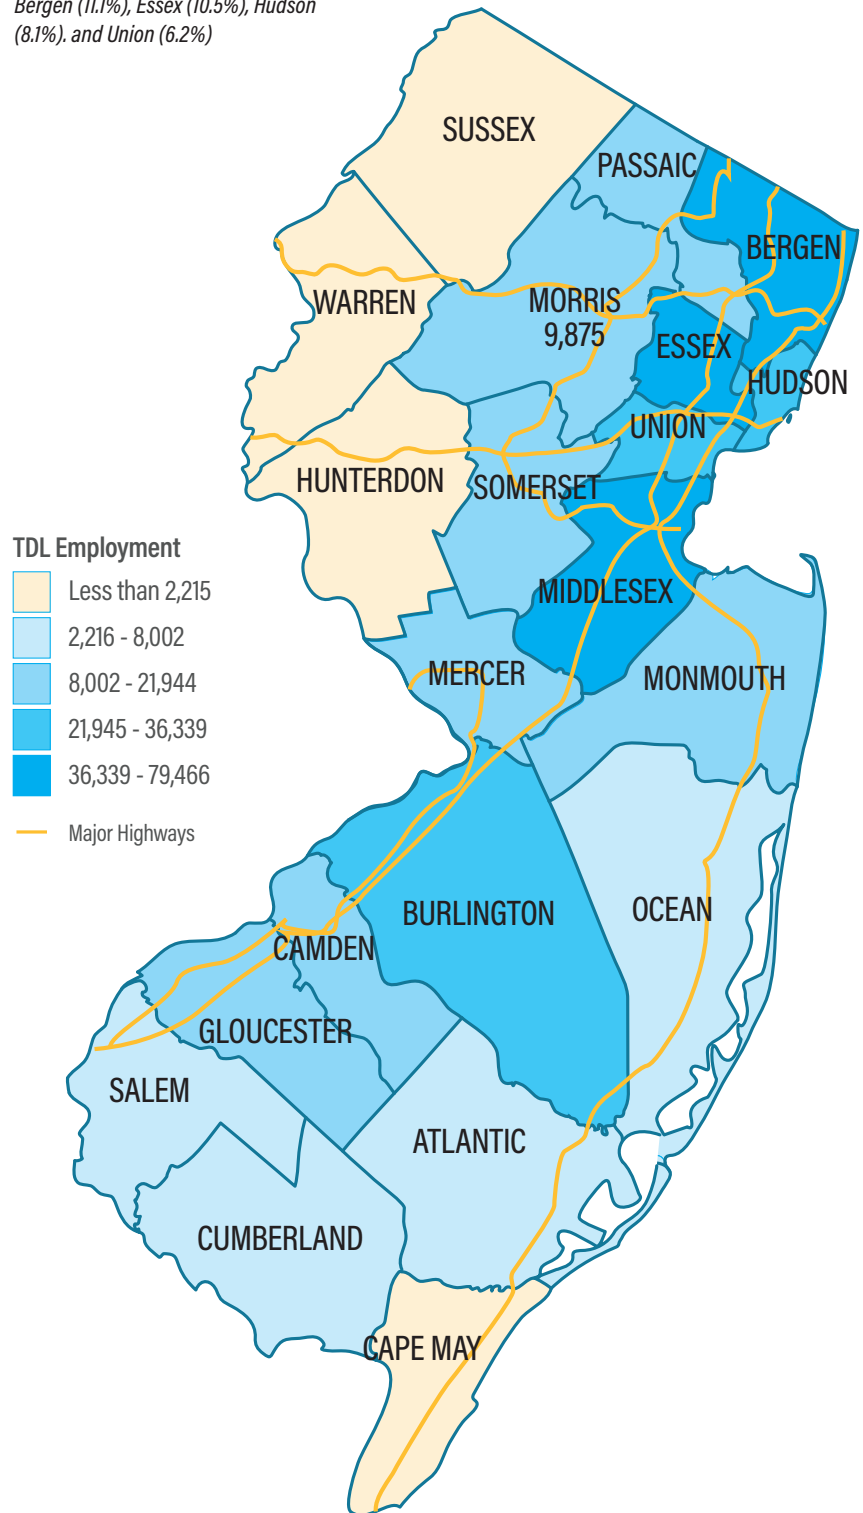 Bergen (11.1%), Essex (10.5%), Hudson
(8.1%). and Union (6.2%)
SUSSEX
PASSAIC
BERGEN
WARREN
MORRIS
9,875
ESSEX
HUDSON
UNION
HUNTERDON
SOMERSET
TDL Employment
Less than 2,215
2,216 - 8,002
8,002 - 21,944
21,945 - 36,339
36,339 - 79,466
Major Highways
MIDDLESEX
MERCER
MONMOUTH
BURLINGTON
OCEAN
CAMDEN
GLOUCESTER
SALEM
ATLANTIC
CUMBERLAND
CAPE MAY